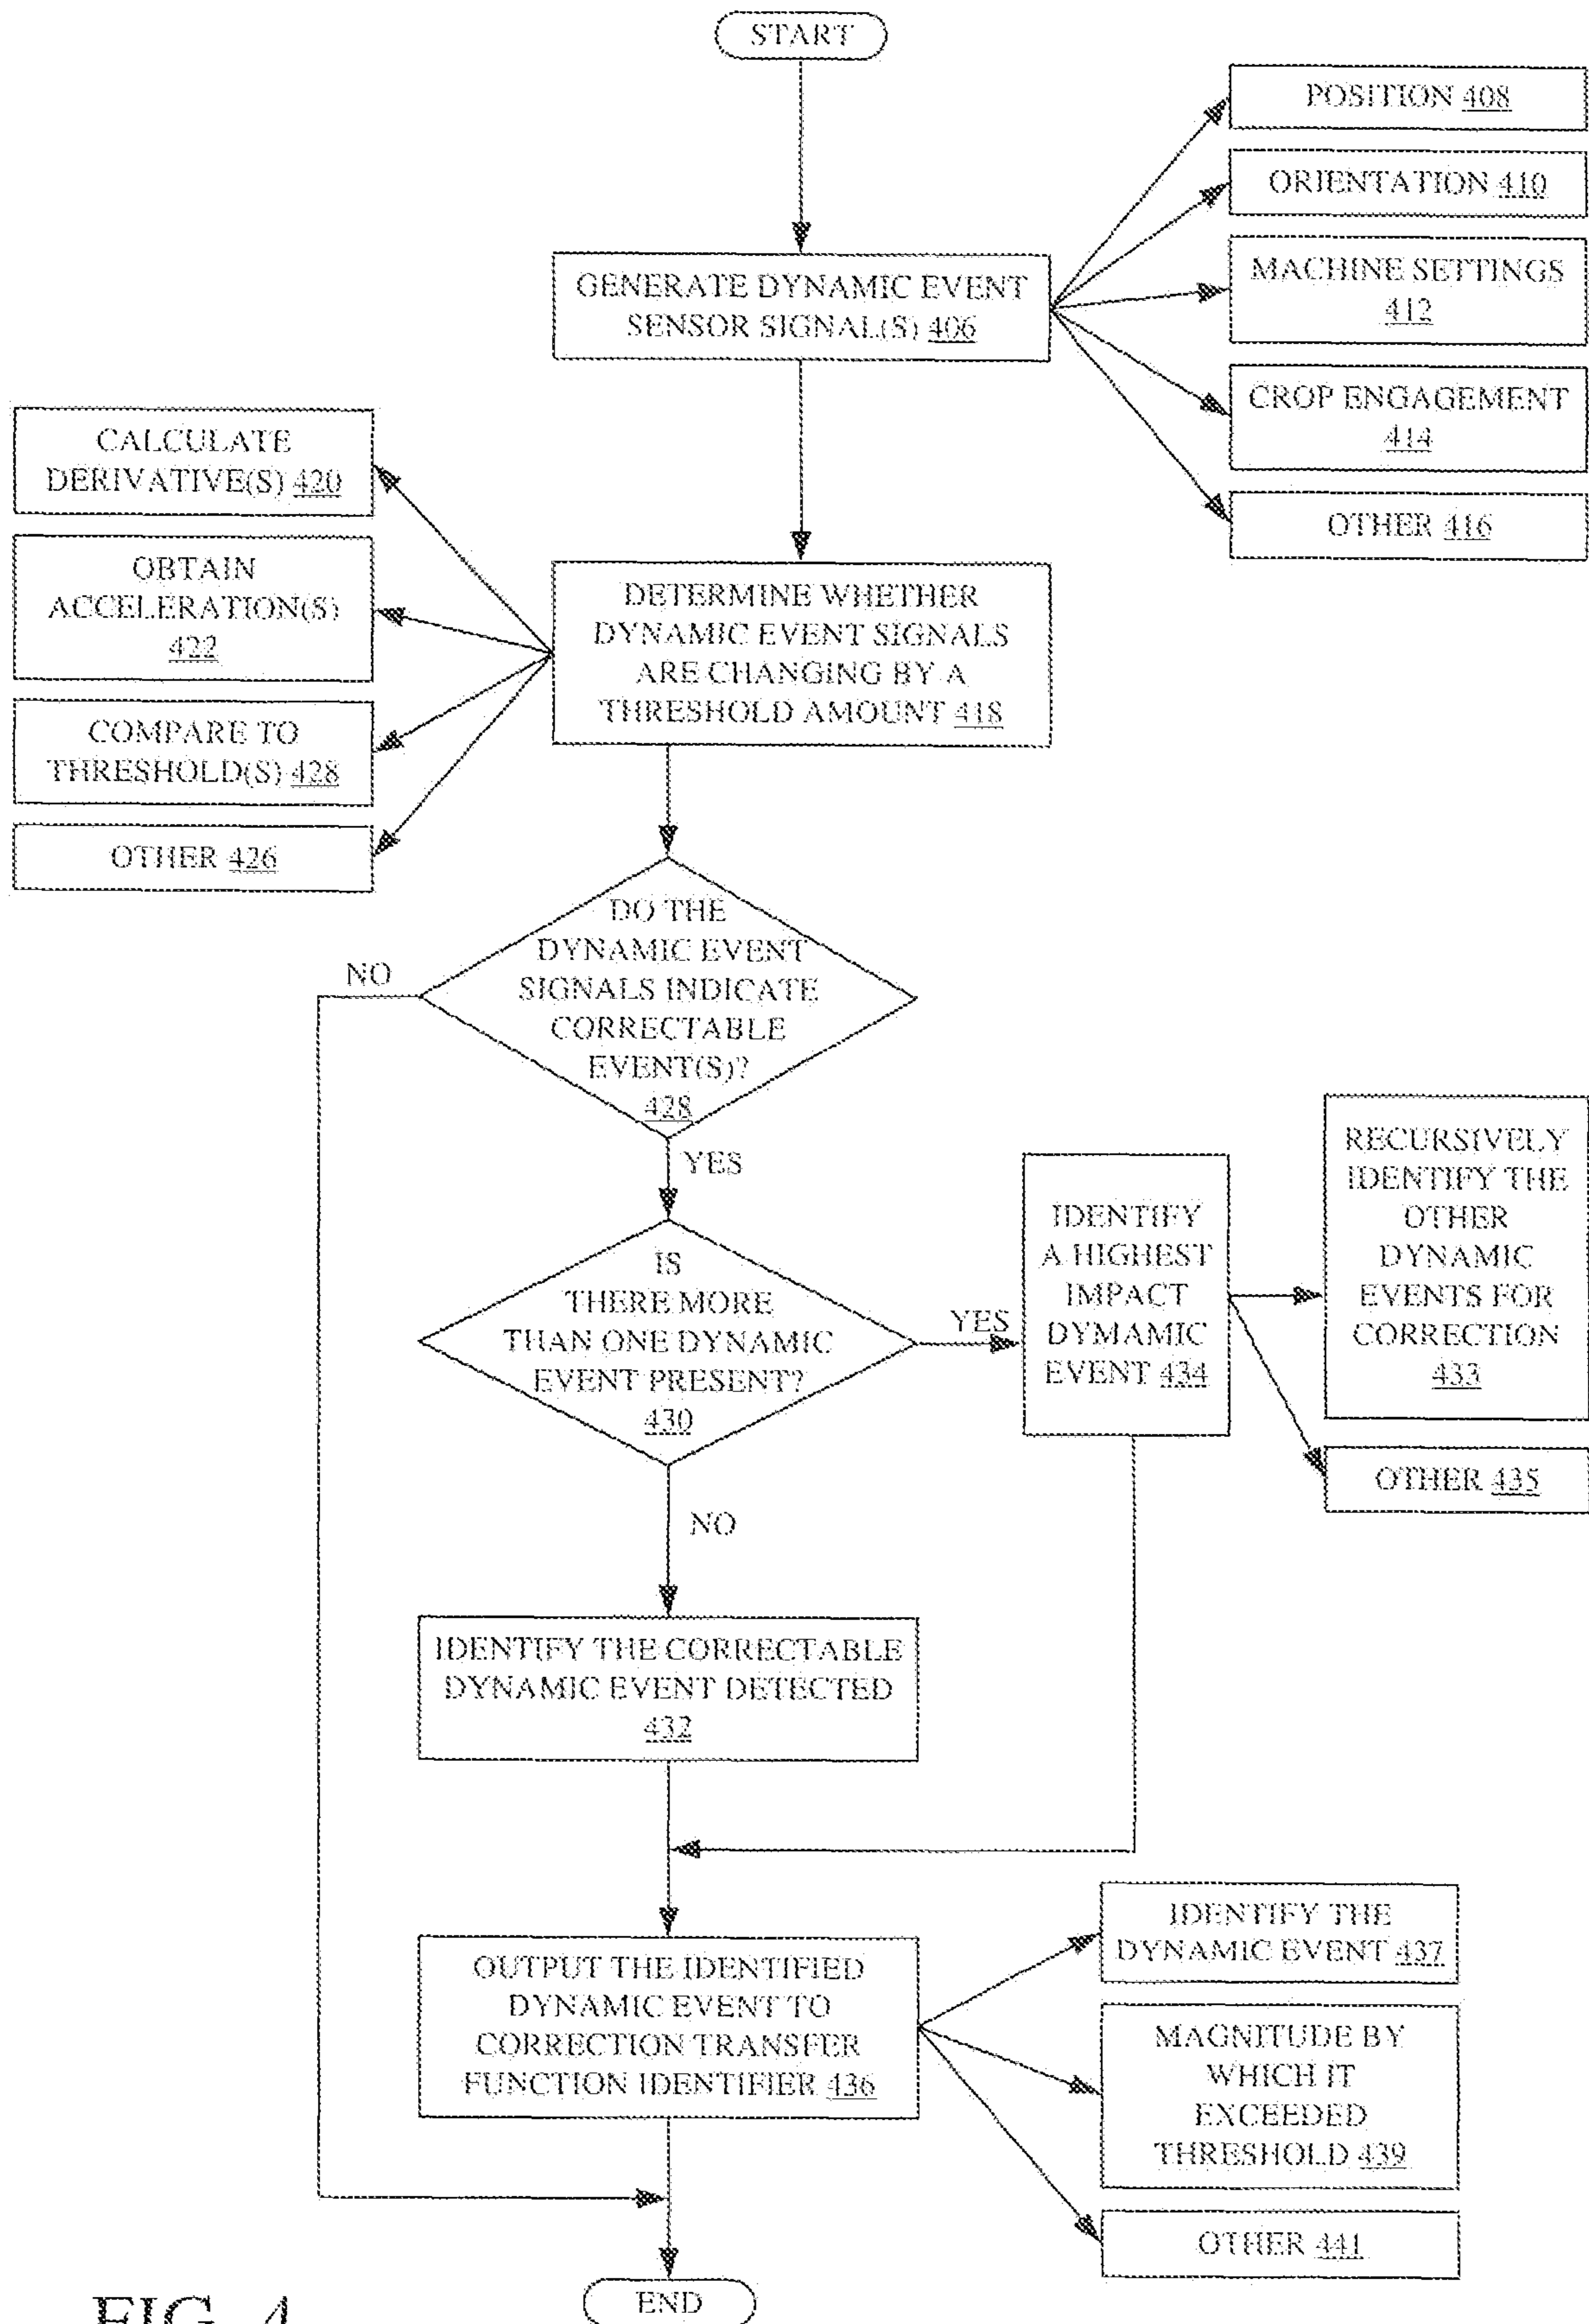 START
POSITION 408
ORIENTATION 410
MACHINE SETTINGS
412
CROP ENGAGEMENT
414
OTHER 416
GENERATE DYNAMIC EVENT
SENSOR SIGNAL(S) 406
CALCULATE
DERIVATIVE(S) 420
OBTAIN
ACCELERATION(S)
422
COMPARE TO
THRESHOLD(S) 428
OTHER 426
DETERMINE WHETHER
DYNAMIC EVENT SIGNALS
ARE CHANGING BY A
THRESHOLD AMOUNT 418
DO THE
DYNAMIC EVENT
SIGNALS INDICATE
CORRECTABLE
EVENT(S)?
428
NO
YES
IS
THERE MORE
THAN ONE DYNAMIC
EVENT PRESENT?
430
YES
IDENTIFY
A HIGHEST
IMPACT
DYMAMIC
EVENT 434
RECURSIVELY
IDENTIFY THE
OTHER
DYNAMIC
EVENTS FOR
CORRECTION
433
OTHER 435
NO
IDENTIFY THE CORRECTABLE
DYNAMIC EVENT DETECTED
432
OUTPUT THE IDENTIFIED
DYNAMIC EVENT TO
CORRECTION TRANSFER
FUNCTION IDENTIFIER 436
IDENTIFY THE
DYNAMIC EVENT 437
MAGNITUDE BY
WHICH IT
EXCEEDED
THRESHOLD 439
OTHER 441
END
FIG. 4